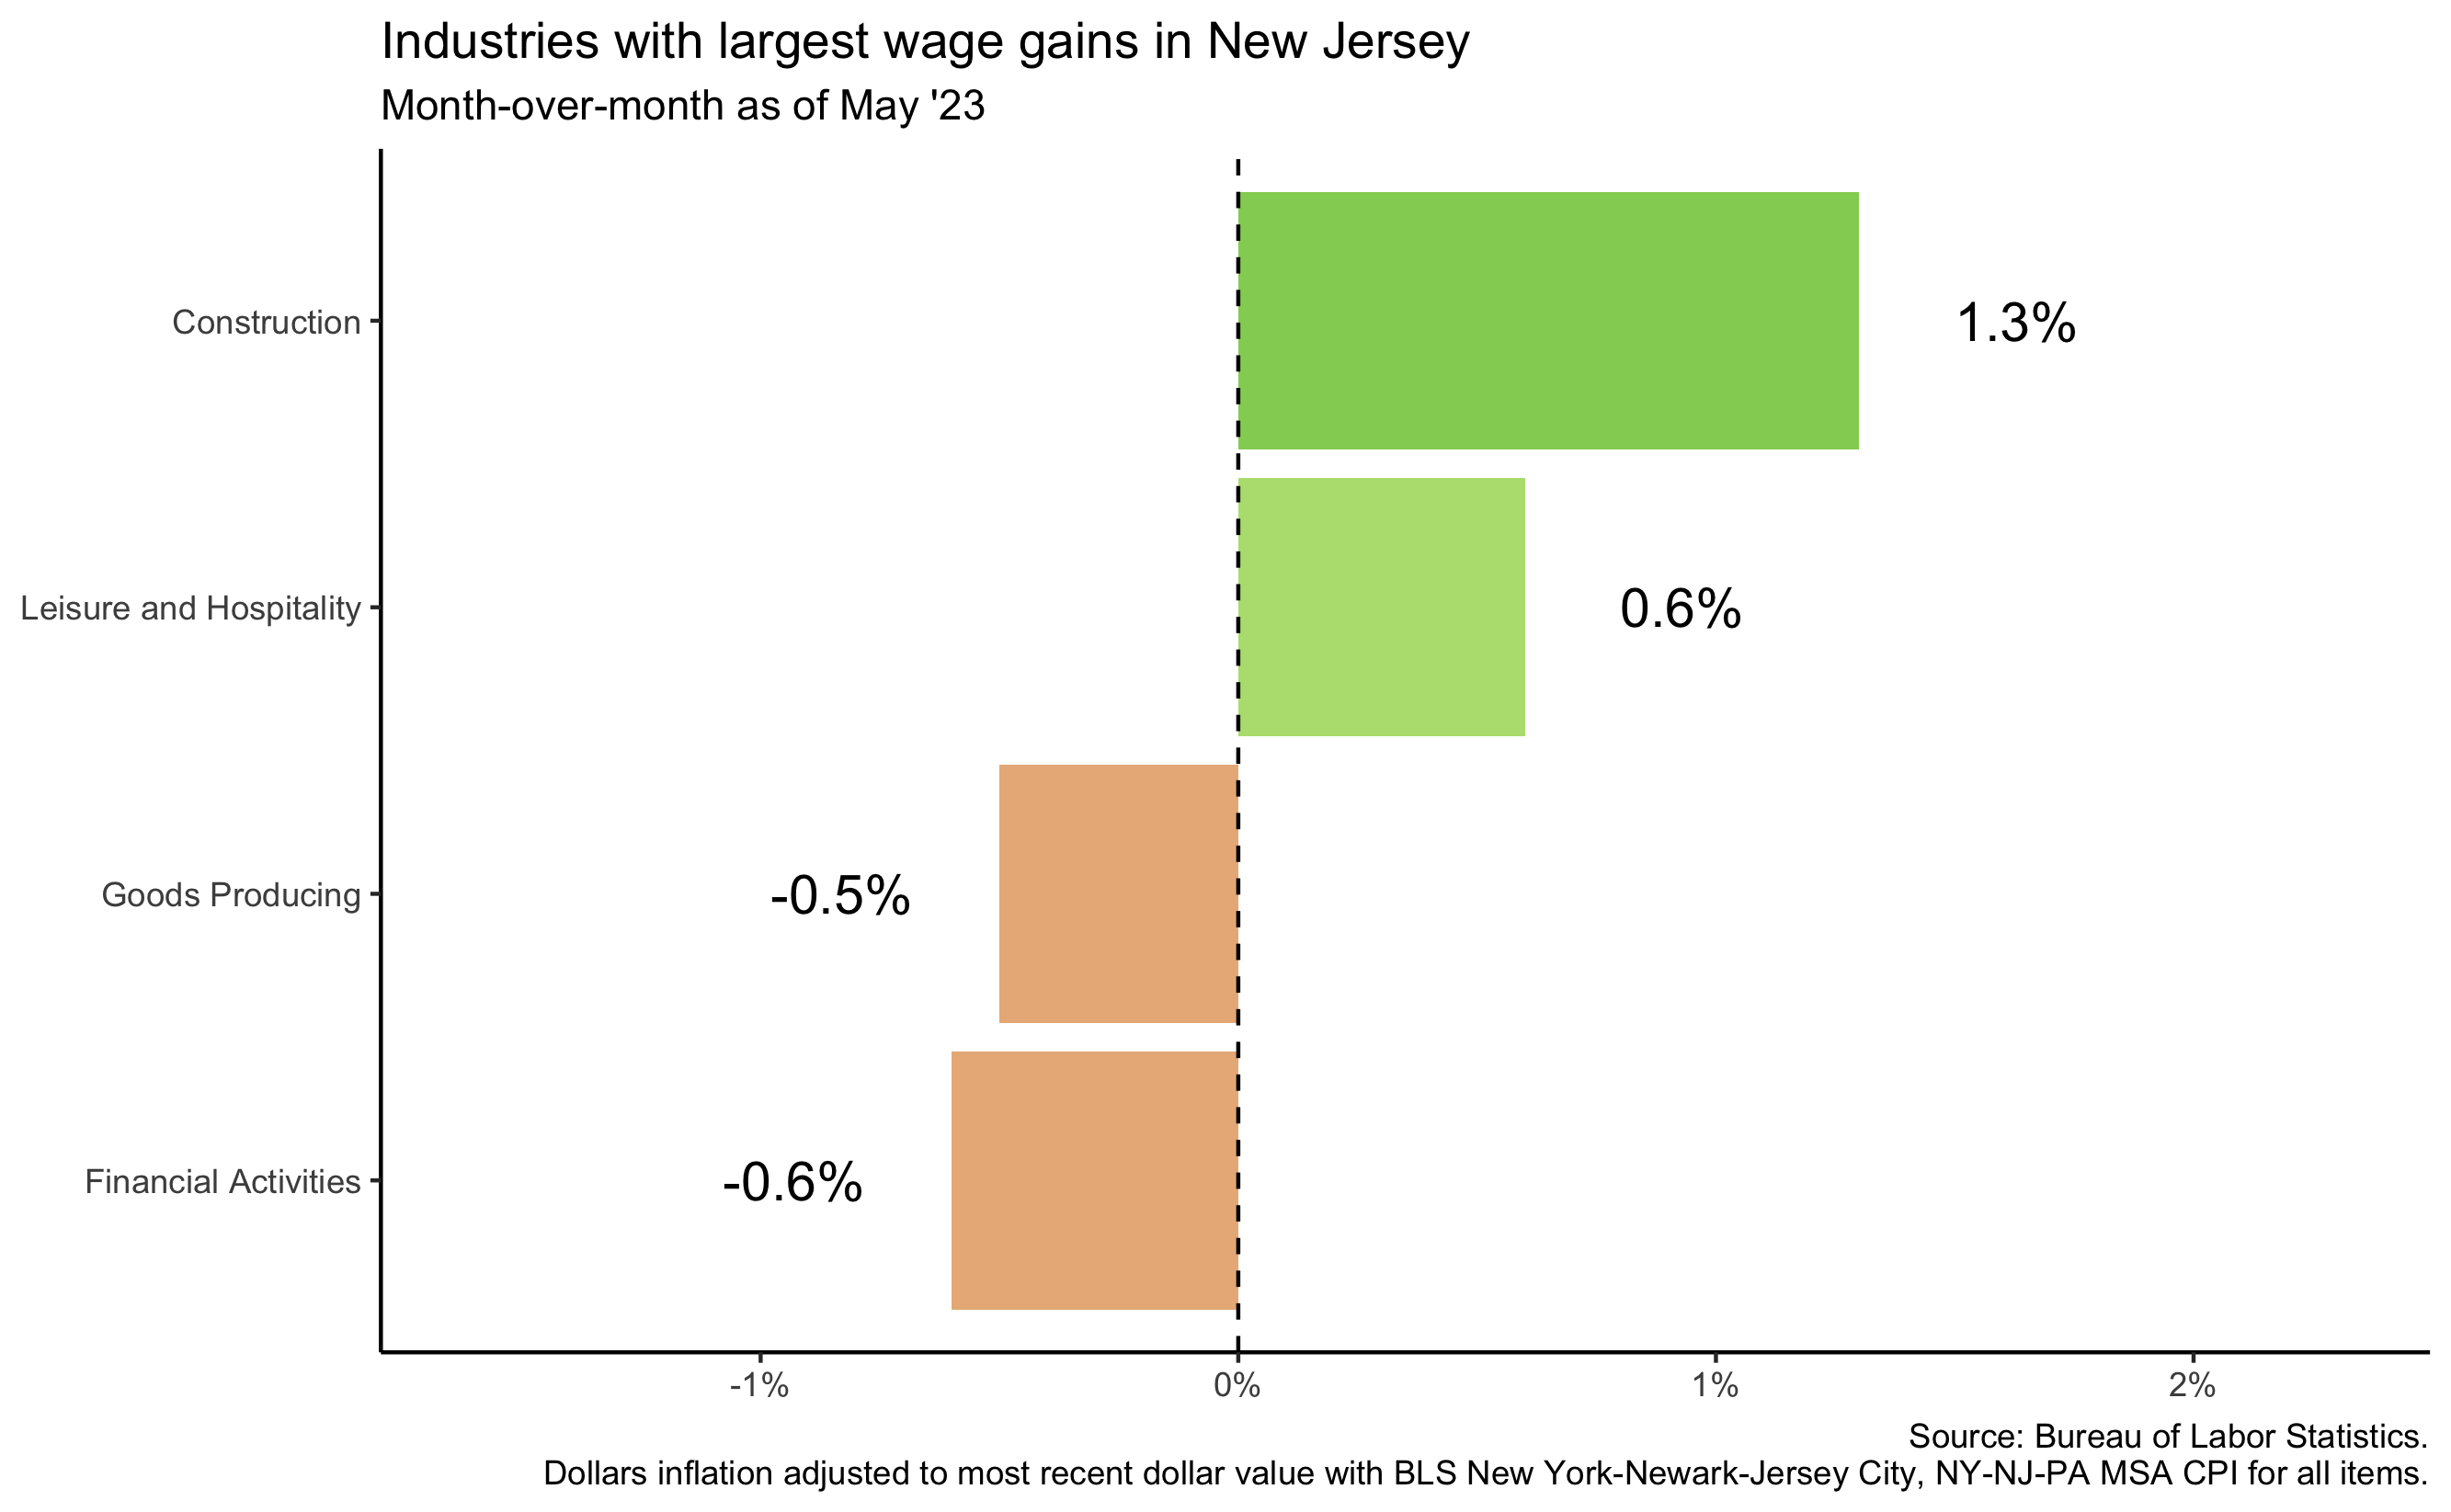 Industries with largest wage gains in New Jersey
Month-over-month as of May '23
Construction
1.3%
Leisure and Hospitality
0.6%
Goods Producing
-0.5%
Financial Activities
-0.6%
-1%
0%
1%
2%
Source: Bureau of Labor Statistics.
Dollars inflation adjusted to most recent dollar value with BLS New York-Newark-Jersey City, NY-NJ-PA MSA CPI for all items.